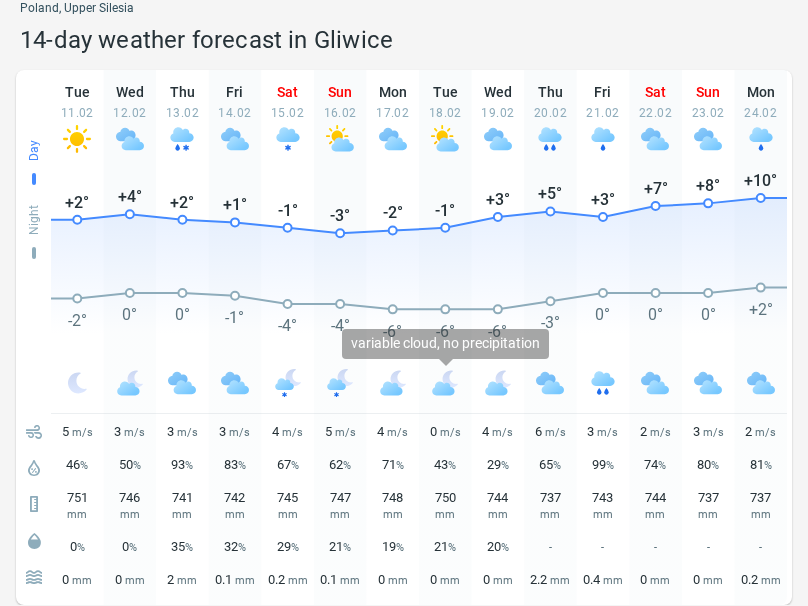 Poland, Upper Silesia
14-day weather forecast in Gliwice
Tue Wed Thu Fri Sat Sun Mon Tue Wed Thu Fri Sat Sun Mon
11.02 12.02 13.02 14.02 15.02 16.02 17.02 18.02 19.02 20.02 21.02 22.02 23.02 24.02
Day
+2° +4° +2° +1° -1° -3° -2° -1° +3° +5° +3° +7° +8° +10°
Night
-2° 0° 0° -1° -4° -4° -6° -6° -6° -3° 0° 0° 0° +2°
variable cloud, no precipitation
5 m/s 3 m/s 3 m/s 3 m/s 4 m/s 5 m/s 4 m/s 0 m/s 4 m/s 6 m/s 3 m/s 2 m/s 3 m/s 2 m/s
46% 50% 93% 83% 67% 62% 71% 43% 29% 65% 99% 74% 80% 81%
751 746 741 742 745 747 748 750 744 737 743 744 737 737
mm mm mm mm mm mm mm mm mm mm mm mm mm mm
0% 0% 35% 32% 29% 21% 19% 21% 20% - - - - -
0 mm 0 mm 2 mm 0.1 mm 0.2 mm 0.1 mm 0 mm 0 mm 0 mm 2.2 mm 0.4 mm 0 mm 0 mm 0.2 mm